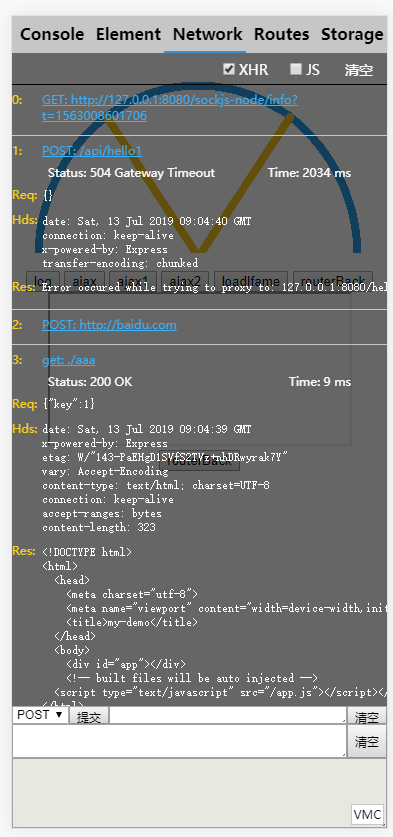 Console Element Network Routes Storage
XHR JS 清空
0: GET: http://127.0.0.1:8080/sockjs-node/info?
t=1563008601706
1: POST: /api/hello1
Status: 504 Gateway Timeout Time: 2034 ms
Req: {}
Hds: date: Sat, 13 Jul 2019 09:04:40 GMT
connection: keep-alive
x-powered-by: Express
transfer-encoding: chunked
log ajax ajax1 ajax2 loadIfame routerBack
Res: Error occured while trying to proxy to: 127.0.0.1:8080/hel
2: POST: http://baidu.com
3: get: ./aaa
Status: 200 OK Time: 9 ms
Req: {"key":1}
Hds: date: Sat, 13 Jul 2019 09:04:39 GMT
x-powered-by: Express
vary: Accept-Encoding
routerBack
content-type: text/html; charset=UTF-8
connection: keep-alive
accept-ranges: bytes
content-length: 323
Res: <!DOCTYPE html>
<html>
<head>
<meta charset="utf-8">
<meta name="viewport" content="width=device-width,init
<title>my-demo</title>
</head>
<body>
<div id="app"></div>
<!-- built files will be auto injected -->
<script type="text/javascript" src="/app.js"></script></
</html>
POST 提交 清空
清空
VMC